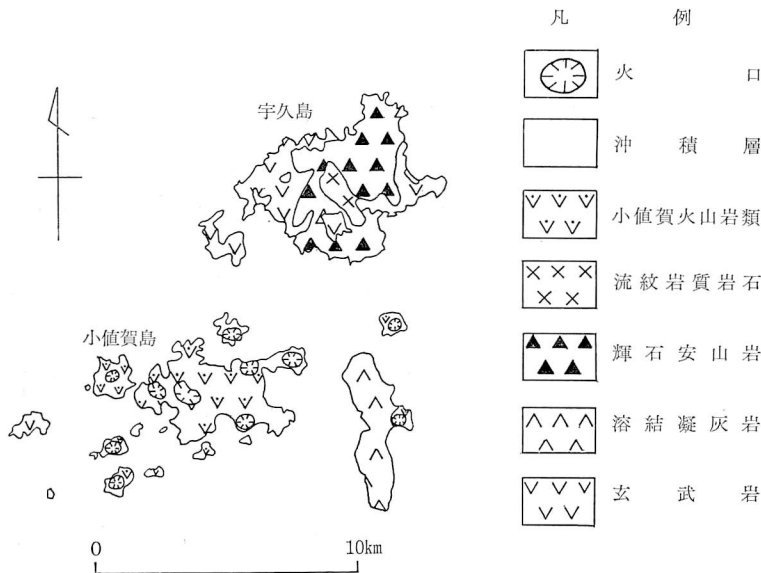 凡例
火口
宇久島
沖積層
小値賀火山岩類
流紋岩質岩石
小値賀島
輝石安山岩
溶結凝灰岩
玄武岩
0 10km